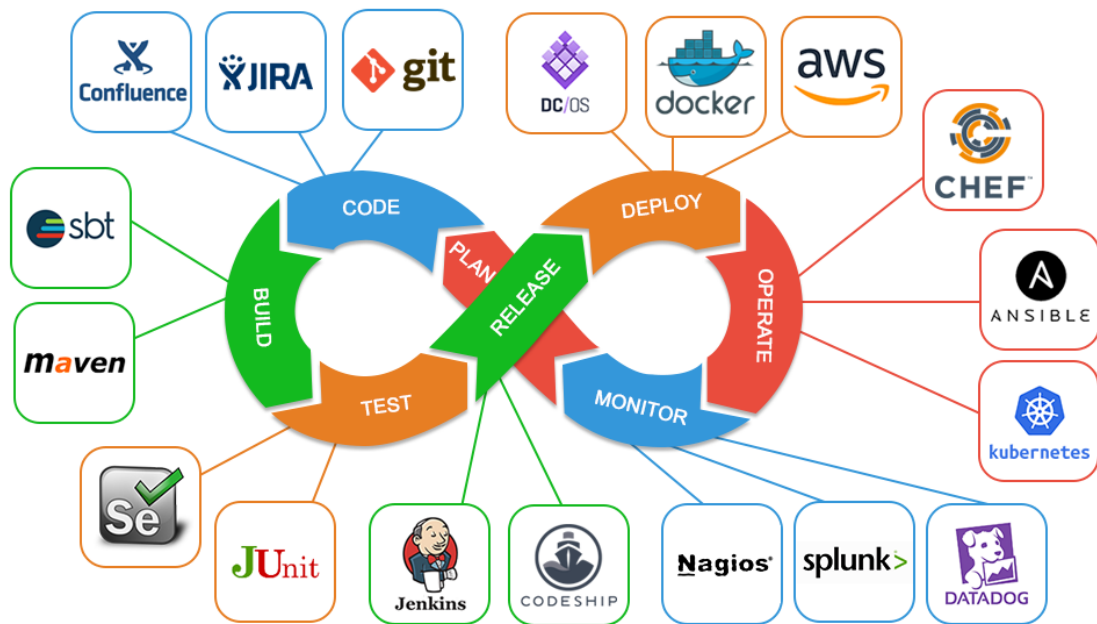 Confluence
JIRA
git
DC/OS
docker
aws
CHEF™
sbt
CODE
DEPLOY
PLAN
RELEASE
BUILD
OPERATE
ANSIBLE
maven
TEST
MONITOR
kubernetes
Se
JUnit
Jenkins
CODESHIP
Nagios®
splunk>
DATADOG